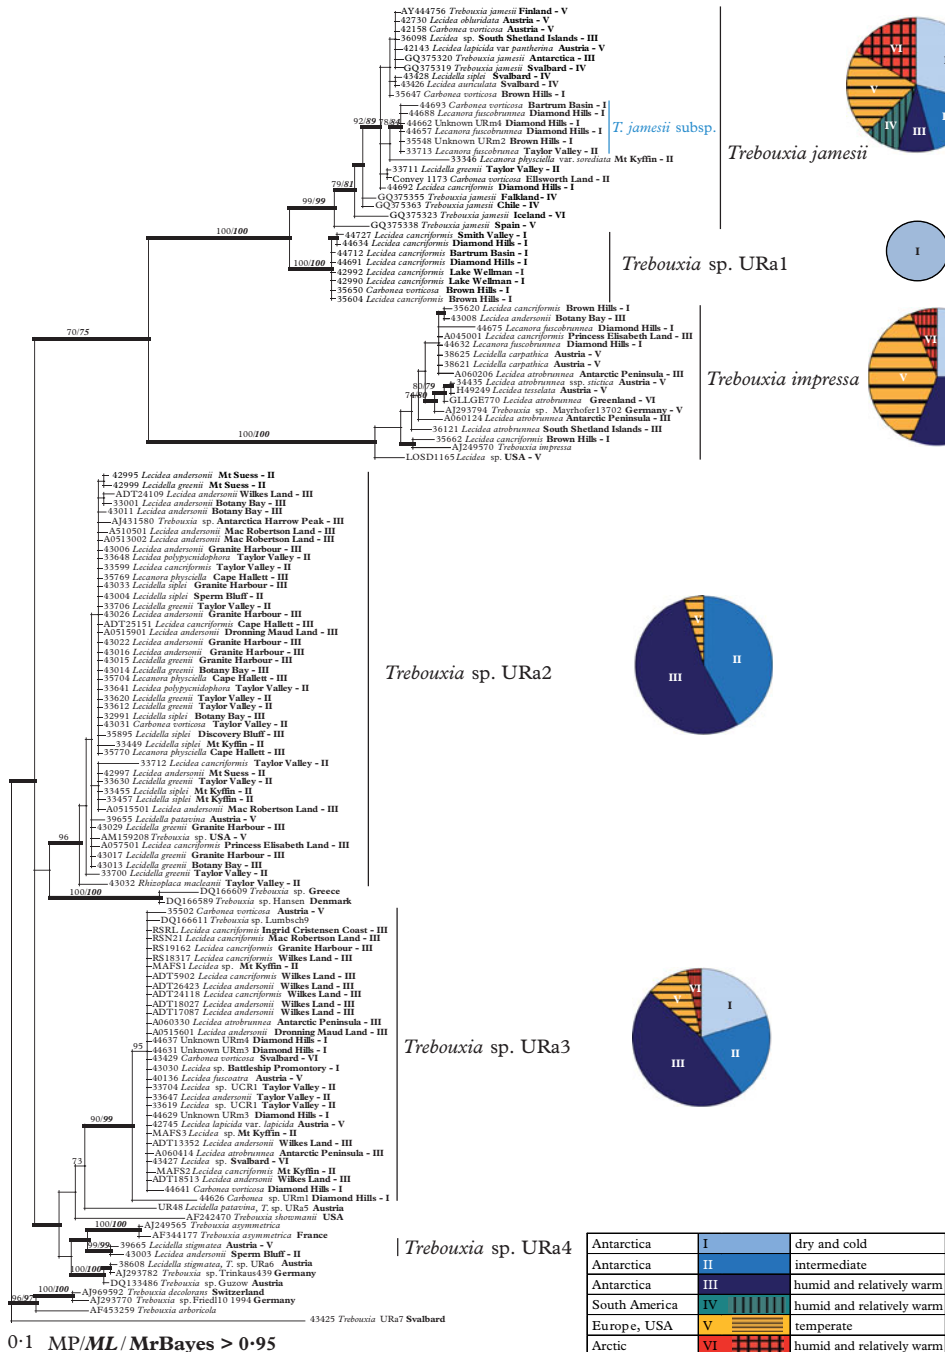 AY444756 Trebouxia jamesii Finland - V
42730 Lecidea obluridata Austria - V
42158 Carbonea vorticosa Austria - V
36098 Lecidea sp. South Shetland Islands - III
42143 Lecidea lapicida var pantherina Austria - V
GQ375320 Trebouxia jamesii Antarctica - III
GQ375319 Trebouxia jamesii Svalbard - IV
43428 Lecidella siplei Svalbard - IV
43426 Lecidea auriculata Svalbard - IV
35647 Carbonea vorticosa Brown Hills - I
44693 Carbonea vorticosa Bartrum Basin - I
44688 Lecanora fuscobrunnea Diamond Hills - I
92/89 78/84 44662 Unknown URm4 Diamond Hills - I
44657 Lecanora fuscobrunnea Diamond Hills - I
T. jamesii subsp.
35548 Unknown URm2 Brown Hills - I
33713 Lecanora fuscobrunea Taylor Valley - II
33346 Lecanora physciella var. sorediata Mt Kyffin - II
Trebouxia jamesii
33711 Lecidella greenii Taylor Valley - II
Convey 1173 Carbonea vorticosa Ellsworth Land - II
79/81
44692 Lecidea cancriformis Diamond Hills - I
GQ375355 Trebouxia jamesii Falkland- IV
99/99
GQ375363 Trebouxia jamesii Chile - IV
GQ375323 Trebouxia jamesii Iceland - VI
GQ375338 Trebouxia jamesii Spain - V
100/100
44727 Lecidea cancriformis Smith Valley - I
44634 Lecidea cancriformis Diamond Hills - I
44712 Lecidea cancriformis Bartrum Basin - I
100/100
44691 Lecidea cancriformis Diamond Hills - I
Trebouxia sp. URa1
42992 Lecidea cancriformis Lake Wellman - I
42990 Lecidea cancriformis Lake Wellman - I
35650 Carbonea vorticosa Brown Hills - I
35604 Lecidea cancriformis Brown Hills - I
35620 Lecidea cancriformis Brown Hills - I
43008 Lecidea andersonii Botany Bay - III
44675 Lecanora fuscobrunnea Diamond Hills - I
70/75
A045001 Lecidea cancriformis Princess Elisabeth Land - III
44632 Lecanora fuscobrunnea Diamond Hills - I
38625 Lecidella carpathica Austria - V
38621 Lecidella carpathica Austria - V
A060206 Lecidea atrobrunnea Antarctic Peninsula - III
Trebouxia impressa
80/79
34435 Lecidea atrobrunnea ssp. stictica Austria - V
74/80
H49249 Lecidea tesselata Austria - V
GLLGE770 Lecidea atrobrunnea Greenland - VI
AJ293794 Trebouxia sp. Mayrhofer13702 Germany - V
A060124 Lecidea atrobrunnea Antarctic Peninsula - III
36121 Lecidea atrobrunnea South Shetland Islands - III
100/100
35662 Lecidea cancriformis Brown Hills - I
AJ249570 Trebouxia impressa
LOSD1165 Lecidea sp. USA - V
42995 Lecidea andersonii Mt Suess - II
42999 Lecidella greenii Mt Suess - II
ADT24109 Lecidea andersonii Wilkes Land - III
33001 Lecidea andersonii Botany Bay - III
43011 Lecidea andersonii Botany Bay - III
AJ431580 Trebouxia sp. Antarctica Harrow Peak - III
A510501 Lecidea andersonii Mac Robertson Land - III
A0513002 Lecidea andersonii Mac Robertson Land - III
43006 Lecidea andersonii Granite Harbour - III
33648 Lecidea polypycnidophora Taylor Valley - II
33599 Lecidea cancriformis Taylor Valley - II
35769 Lecanora physciella Cape Hallett - III
43033 Lecidella siplei Granite Harbour - III
43004 Lecidella siplei Sperm Bluff - II
33706 Lecidella greenii Taylor Valley - II
43026 Lecidea andersonii Granite Harbour - III
ADT25151 Lecidea cancriformis Cape Hallett - III
A0515901 Lecidea andersonii Dronning Maud Land - III
43022 Lecidea andersonii Granite Harbour - III
43016 Lecidea andersonii Granite Harbour - III
43015 Lecidella greenii Granite Harbour - III
43014 Lecidella greenii Botany Bay - III
35704 Lecanora physciella Cape Hallett - III
Trebouxia sp. URa2
33641 Lecidea polypycnidophora Taylor Valley - II
33620 Lecidella greenii Taylor Valley - II
33612 Lecidella greenii Taylor Valley - II
32991 Lecidella siplei Botany Bay - III
43031 Carbonea vorticosa Taylor Valley - II
35895 Lecidella siplei Discovery Bluff - III
33449 Lecidella siplei Mt Kyffin - II
35770 Lecanora physciella Cape Hallett - III
33712 Lecidea cancriformis Taylor Valley - II
42997 Lecidea andersonii Mt Suess - II
33630 Lecidella greenii Taylor Valley - II
33455 Lecidella siplei Mt Kyffin - II
33457 Lecidella siplei Mt Kyffin - II
A0515501 Lecidea andersonii Mac Robertson Land - III
39655 Lecidella patavina Austria - V
43029 Lecidella greenii Granite Harbour - III
96
AM159208 Trebouxia sp. USA - V
A057501 Lecidea cancriformis Princess Elisabeth Land - III
43017 Lecidella greenii Granite Harbour - III
43013 Lecidella greenii Botany Bay - III
33700 Lecidella greenii Taylor Valley - II
43032 Rhizoplaca macleanii Taylor Valley - II
100/100
DQ166609 Trebouxia sp. Greece
DQ166589 Trebouxia sp. Hansen Denmark
35502 Carbonea vorticosa Austria - V
DQ166611 Trebouxia sp. Lumbsch9
RSRL Lecidea cancriformis Ingrid Cristensen Coast - III
RSN21 Lecidea cancriformis Mac Robertson Land - III
RS19162 Lecidea cancriformis Granite Harbour - III
RS18317 Lecidea cancriformis Wilkes Land - III
MAFS1 Lecidea sp. Mt Kyffin - II
ADT5902 Lecidea cancriformis Wilkes Land - III
ADT26423 Lecidea andersonii Wilkes Land - III
ADT24118 Lecidea cancriformis Wilkes Land - III
ADT18027 Lecidea andersonii Wilkes Land - III
ADT17087 Lecidea andersonii Wilkes Land - III
A060330 Lecidea atrobrunnea Antarctic Peninsula - III
A0515601 Lecidea andersonii Dronning Maud Land - III
44637 Unknown URm4 Diamond Hills - I
95
44631 Unknown URm3 Diamond Hills - I
Trebouxia sp. URa3
43429 Carbonea vorticosa Svalbard - VI
43030 Lecidea sp. Battleship Promontory - I
40136 Lecidea fuscoatra Austria - V
33704 Lecidea sp. UCR1 Taylor Valley - II
33647 Lecidea andersonii Taylor Valley - II
33619 Lecidea sp. UCR1 Taylor Valley - II
44629 Unknown URm3 Diamond Hills - I
90/99
42745 Lecidea lapicida var. lapicida Austria - V
MAFS3 Lecidea sp. Mt Kyffin - II
ADT13352 Lecidea andersonii Wilkes Land - III
A060414 Lecidea atrobrunnea Antarctic Peninsula - III
73
43427 Lecidea sp. Svalbard - VI
MAFS2 Lecidea cancriformis Mt Kyffin - II
ADT18513 Lecidea andersonii Wilkes Land - III
44641 Carbonea vorticosa Diamond Hills - I
44626 Carbonea sp. URm1 Diamond Hills - I
UR48 Lecidella patavina, T. sp. URa5 Austria
AF242470 Trebouxia showmanii USA
100/100
AJ249565 Trebouxia asymmetrica
AF344177 Trebouxia asymmetrica France
99/99
39665 Lecidella stigmatea Austria - V
Trebouxia sp. URa4
43003 Lecidea andersonii Sperm Bluff - II
38608 Lecidella stigmatea, T. sp. URa6 Austria
100/100
AJ293782 Trebouxia sp.Trinkaus439 Germany
DQ133486 Trebouxia sp. Guzow Austria
100/100
AJ969592 Trebouxia decolorans Switzerland
96/97
AJ293770 Trebouxia sp.Friedl10 1994 Germany
AF453259 Trebouxia arboricola
43425 Trebouxia URa7 Svalbard
0·1 MP/ML / MrBayes > 0·95
VI
V
IV
III
I
VI
V
V
II
III
VI
V
I
II
III
Antarctica I dry and cold
Antarctica II intermediate
Antarctica III humid and relatively warm
South America IV humid and relatively warm
Europe, USA V temperate
Arctic VI humid and relatively warm